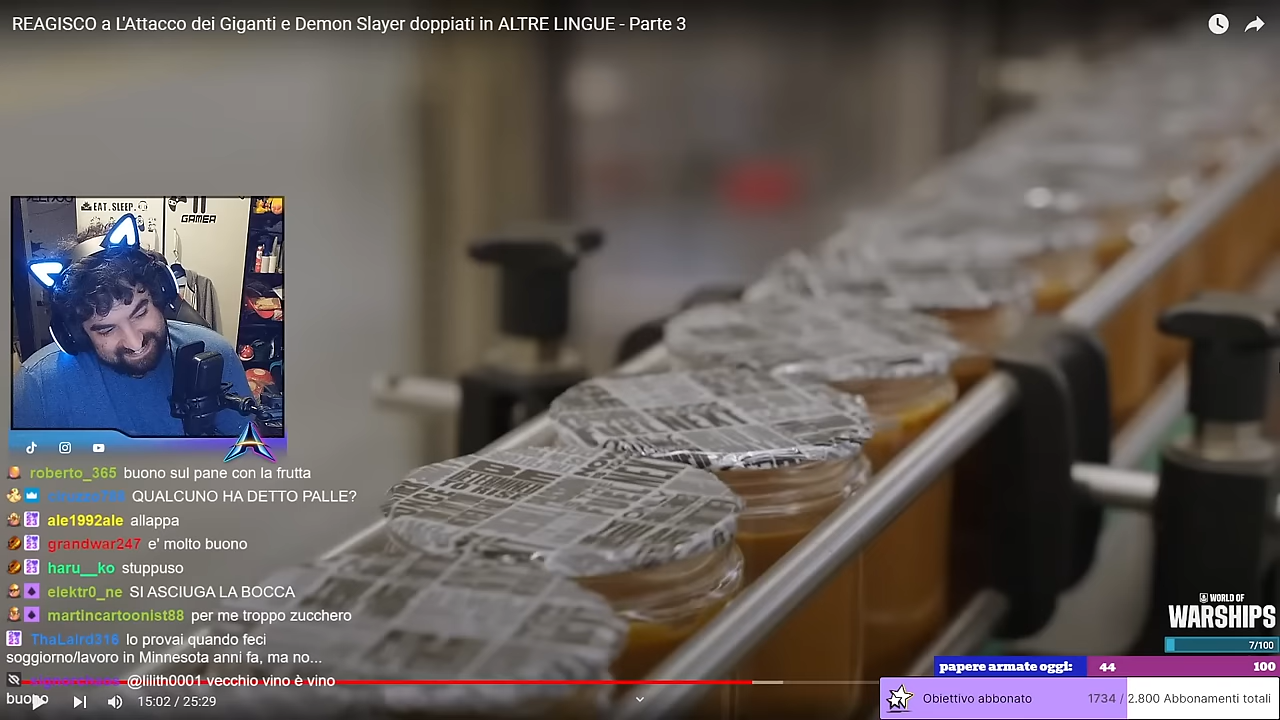 REAGISCO a L'Attacco dei Giganti e Demon Slayer doppiati in ALTRE LINGUE - Parte 3
EAT.SLEEP.
GAMER
roberto_365 buono sul pane con la frutta
QUALCUNO HA DETTO PALLE?
ale1992ale allappa
grandwar247 e' molto buono
haru__ko stuppuso
elektr0_ne SI ASCIUGA LA BOCCA
martincartoonist88 per me troppo zucchero
ThaLaird316 lo provai quando feci
soggiorno/lavoro in Minnesota anni fa, ma no...
@lilith0001 vecchio vino è vino
buono
15:02 / 25:29
WORLD OF
WARSHIPS
7/100
papere armate oggi: 44 100
Obiettivo abbonato 1734 / 2.800 Abbonamenti totali